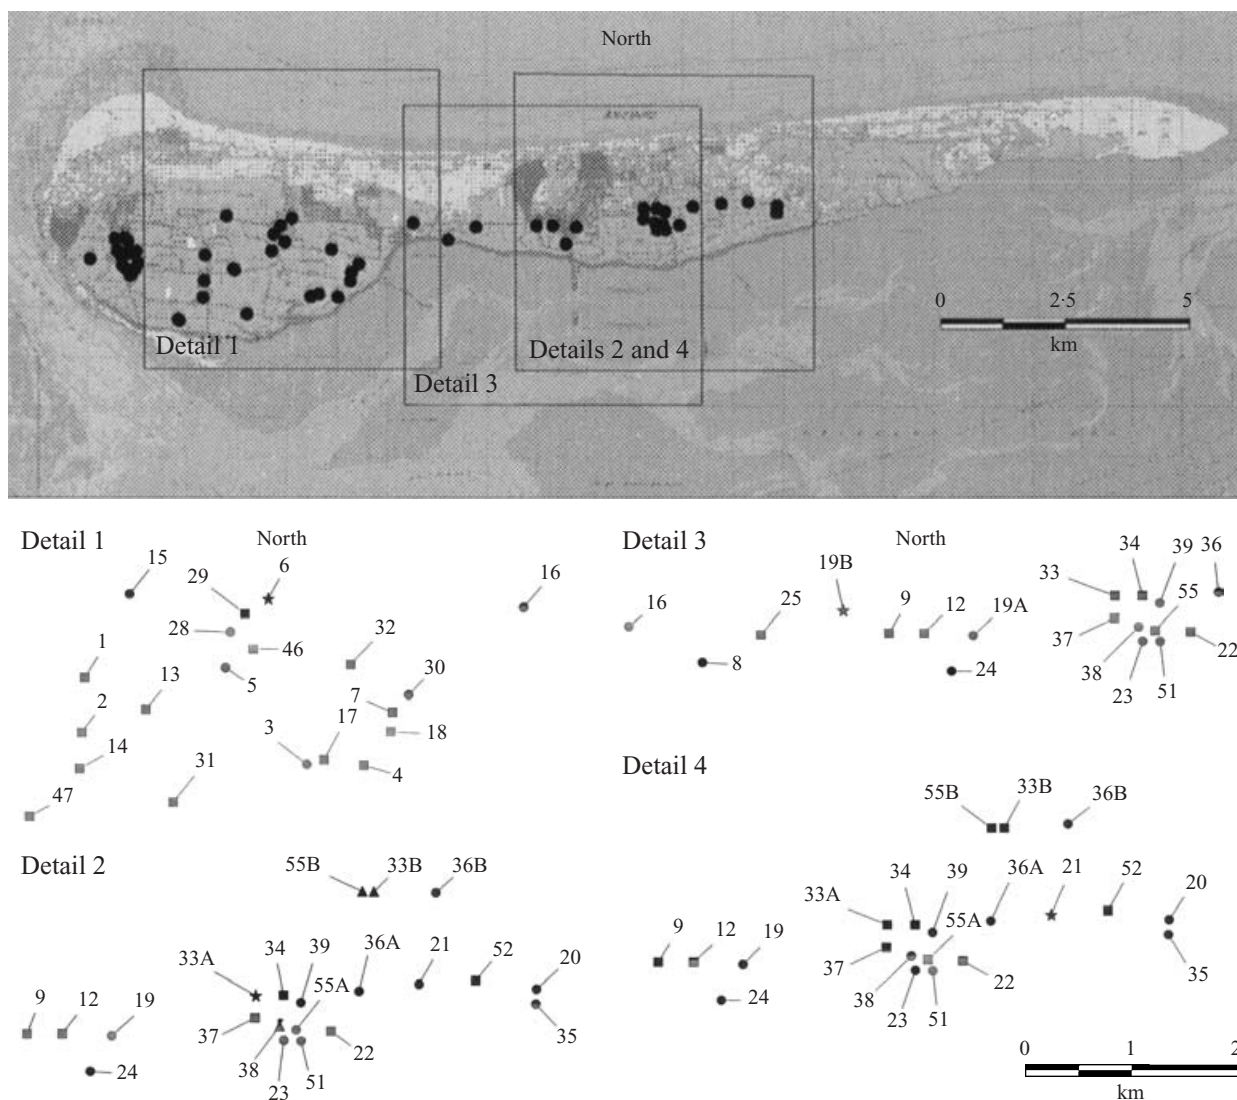 North
0 2·5 5
km
Detail 1
Details 2 and 4
Detail 3
Detail 1
North
15
29
6
16
28
46
32
1
5
30
13
7
2
3
17
18
14
31
4
47
Detail 3
North
19B
34
39
36
33
16
25
9
12
19A
55
37
22
8
24
38
23
51
Detail 2
55B
33B
36B
33A
34
39
36A
21
52
20
55A
9
12
19
37
22
35
24
38
23
51
Detail 4
55B
33B
36B
33A
34
39
36A
21
52
20
55A
9
12
19
37
22
35
24
38
23
51
0 1 2
km